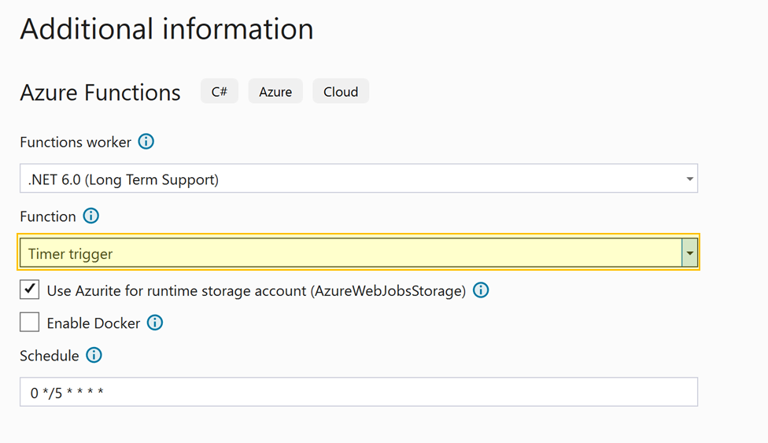 Additional information
Azure Functions C# Azure Cloud
Functions worker
.NET 6.0 (Long Term Support)
Function
Timer trigger
Use Azurite for runtime storage account (AzureWebJobsStorage)
Enable Docker
Schedule
0 */5 * * * *